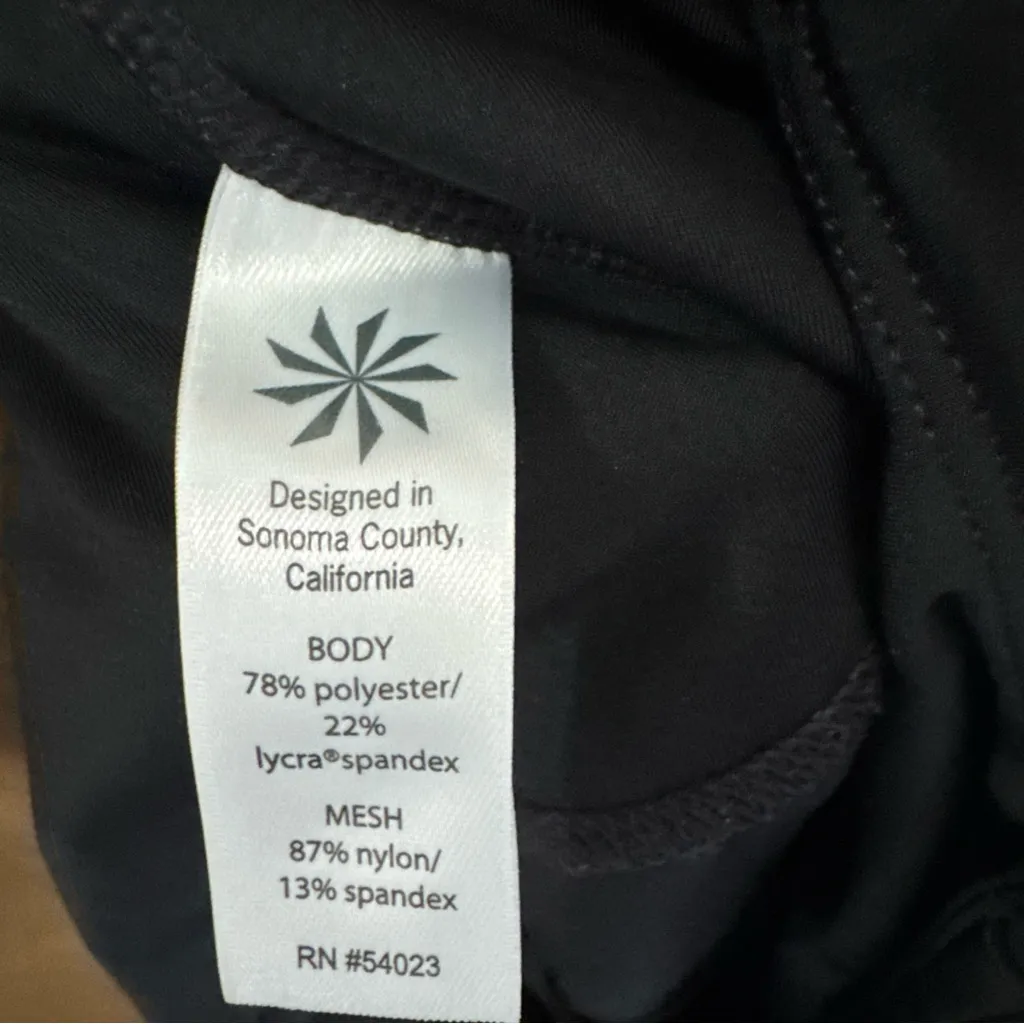 Designed in
Sonoma County,
California
BODY
78% polyester/
22%
lycra®spandex
MESH
87% nylon/
13% spandex
RN #54023